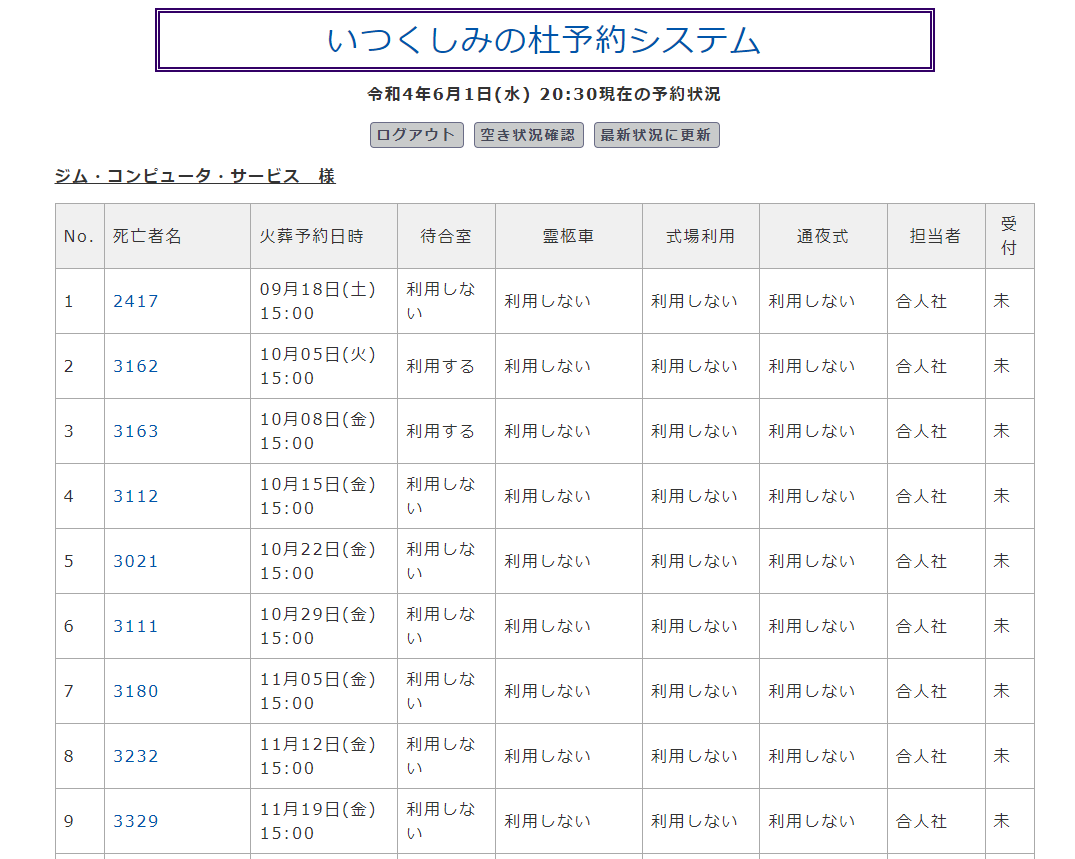 いつくしみの杜予約システム
令和4年6月1日(水) 20:30現在の予約状況
ログアウト 空き状況確認 最新状況に更新
ジム・コンピュータ・サービス　様
No. 死亡者名 火葬予約日時 待合室 霊柩車 式場利用 通夜式 担当者 受付
1 2417 09月18日(土) 15:00 利用しない 利用しない 利用しない 利用しない 合人社 未
2 3162 10月05日(火) 15:00 利用する 利用しない 利用しない 利用しない 合人社 未
3 3163 10月08日(金) 15:00 利用する 利用しない 利用しない 利用しない 合人社 未
4 3112 10月15日(金) 15:00 利用しない 利用しない 利用しない 利用しない 合人社 未
5 3021 10月22日(金) 15:00 利用しない 利用しない 利用しない 利用しない 合人社 未
6 3111 10月29日(金) 15:00 利用しない 利用しない 利用しない 利用しない 合人社 未
7 3180 11月05日(金) 15:00 利用しない 利用しない 利用しない 利用しない 合人社 未
8 3232 11月12日(金) 15:00 利用しない 利用しない 利用しない 利用しない 合人社 未
9 3329 11月19日(金) 15:00 利用しない 利用しない 利用しない 利用しない 合人社 未